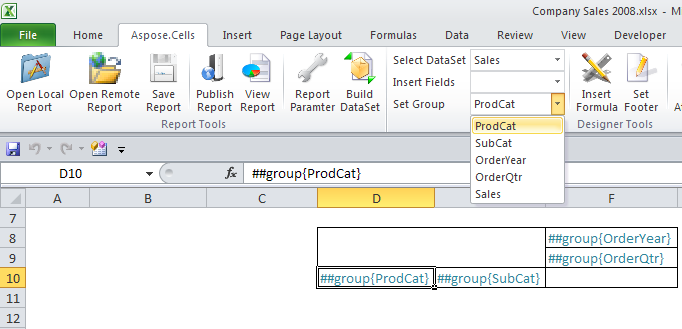 Company Sales 2008.xlsx - M
File Home Aspose.Cells Insert Page Layout Formulas Data View Developer
Select DataSet Sales
Insert Fields
Set Group ProdCat
Open Local Report
Open Remote Report
Save Report
Publish Report
View Report
Report Paramter
Build DataSet
Insert Formula
Set Footer
Report Tools
Designer Tools
ProdCat
SubCat
OrderYear
OrderQtr
Sales
D10 fx ##group{ProdCat}
A B C D F
7
8 ##group{OrderYear}
9 ##group{OrderQtr}
10 ##group{ProdCat} ##group{SubCat}
11
12